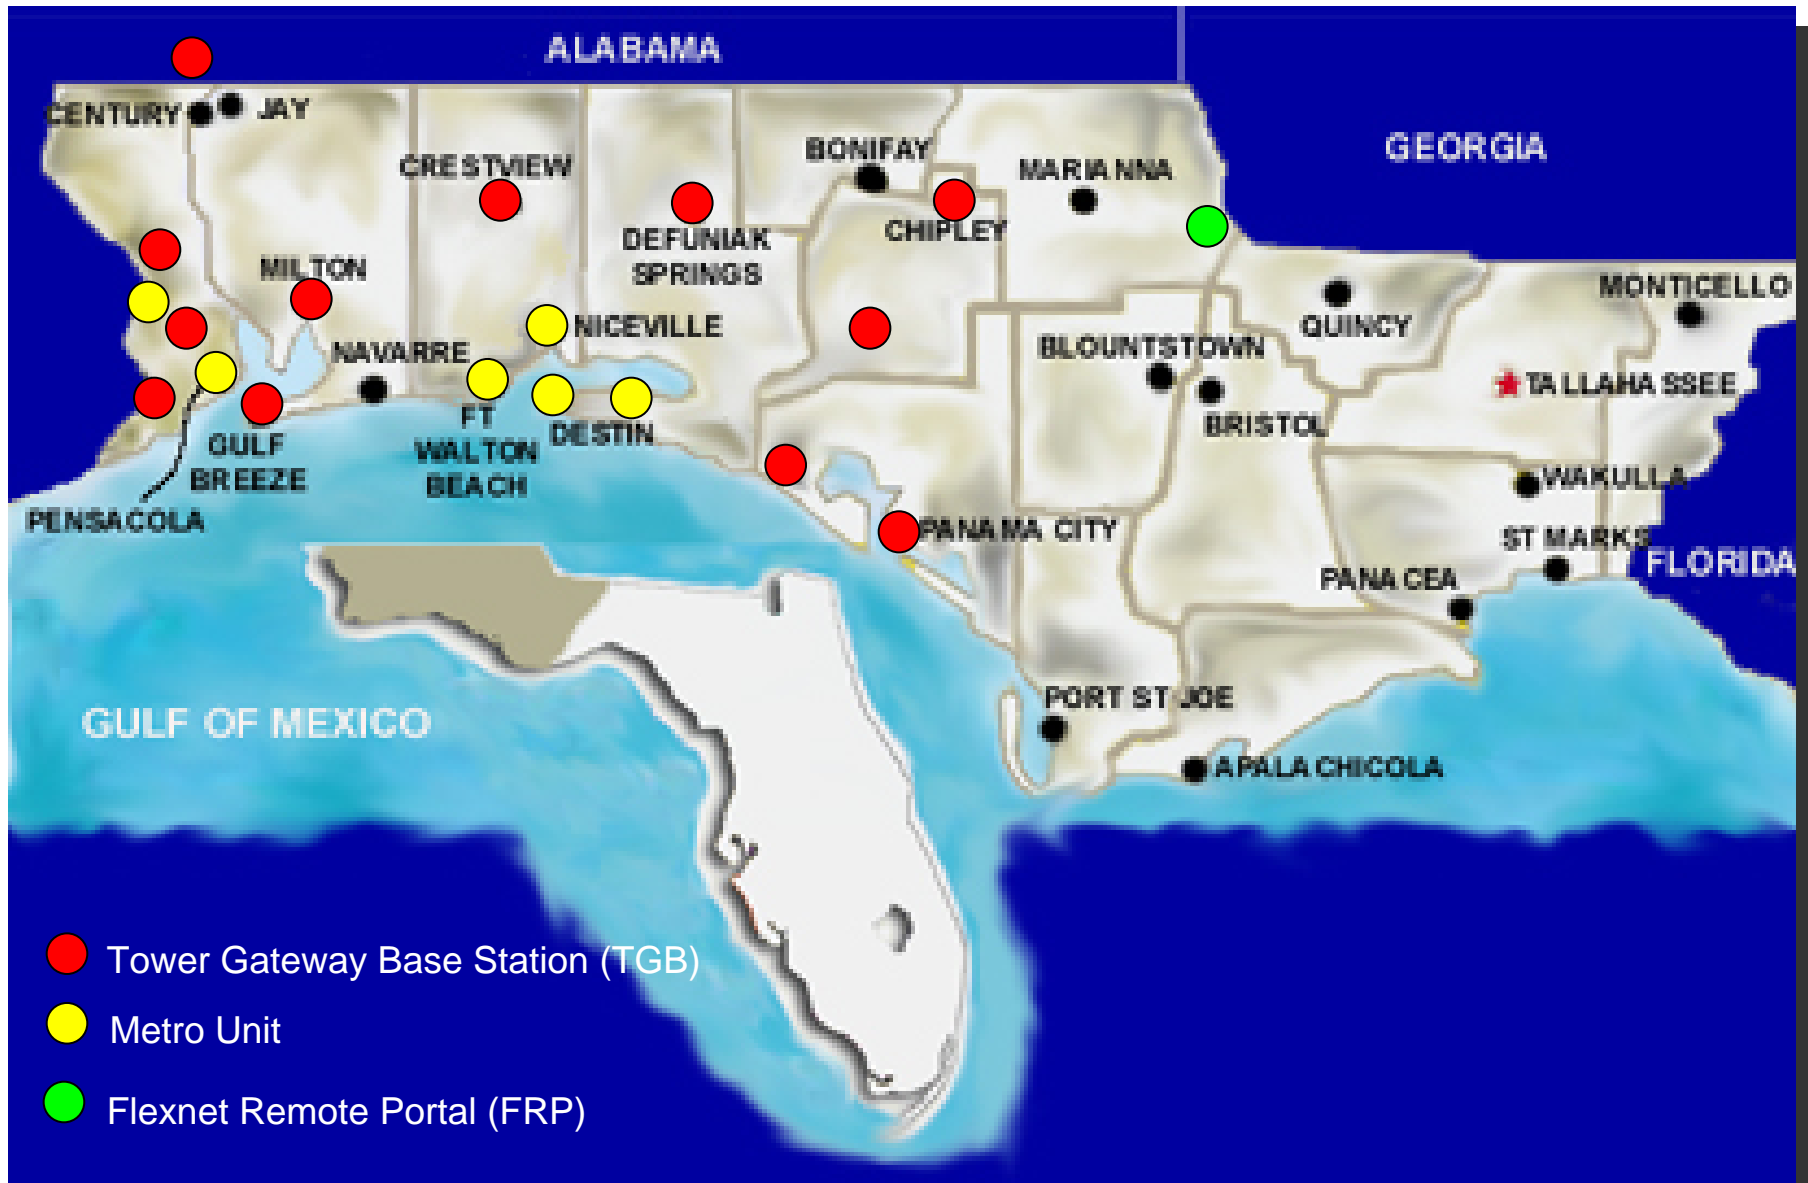 ALABAMA
CENTURY
JAY
GEORGIA
CRESTVIEW
BONIFAY
MARIANNA
CHIPLEY
DEFUNIAK
SPRINGS
MILTON
MONTICELLO
NICEVILLE
QUINCY
NAVARRE
BLOUNTSTOWN
TALLAHASSEE
BRISTOL
FT
WALTON
BEACH
DESTIN
GULF
BREEZE
WAKULLA
PENSACOLA
PANAMA CITY
ST MARKS
FLORIDA
PANACEA
PORT ST JOE
GULF OF MEXICO
APALACHICOLA
Tower Gateway Base Station (TGB)
Metro Unit
Flexnet Remote Portal (FRP)